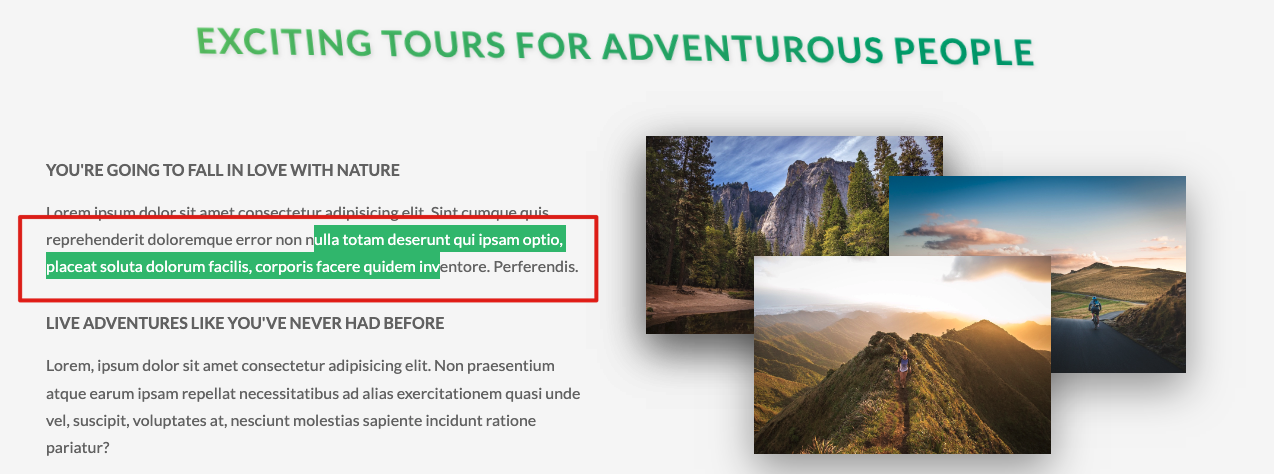 EXCITING TOURS FOR ADVENTUROUS PEOPLE
YOU'RE GOING TO FALL IN LOVE WITH NATURE
Lorem ipsum dolor sit amet consectetur adipisicing elit. Sint cumque quis
reprehenderit doloremque error non nulla totam deserunt qui ipsam optio,
placeat soluta dolorum facilis, corporis facere quidem inventore. Perferendis.
LIVE ADVENTURES LIKE YOU'VE NEVER HAD BEFORE
Lorem, ipsum dolor sit amet consectetur adipisicing elit. Non praesentium
atque earum ipsam repellat necessitatibus ad alias exercitationem quasi unde
vel, suscipit, voluptates at, nesciunt molestias sapiente incidunt ratione
pariatur?